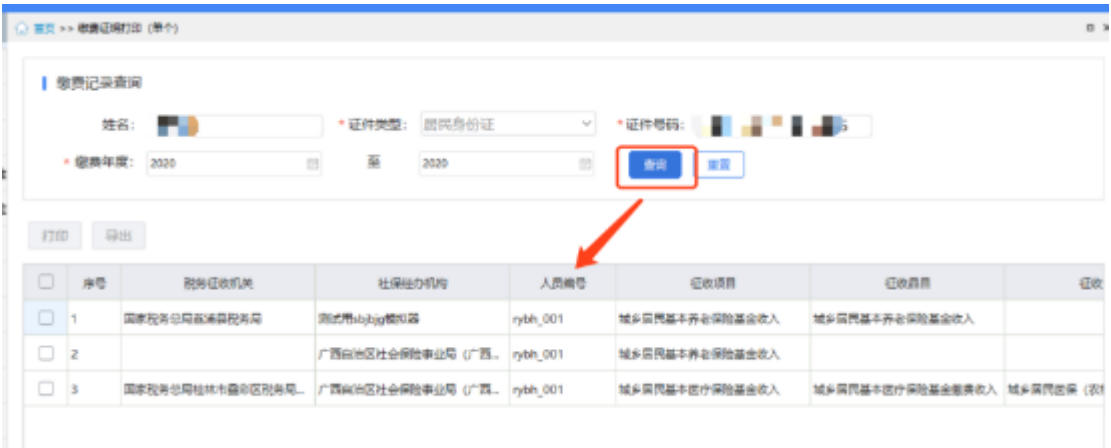 首页 >> 缴费证明打印（单个）
缴费记录查询
姓名：
* 证件类型： 居民身份证
* 证件号码：
* 缴费年度： 2020 至 2020 查询 重置
打印 导出
序号 税务征收机关 社保经办机构 人员编号 征收项目 征收品目 征收
1 国家税务总局荔浦县税务局 测试用sbjbjg模拟器 rybh_001 城乡居民基本养老保险基金收入 城乡居民基本养老保险基金收入
2 广西自治区社会保险事业局（广西... rybh_001 城乡居民基本养老保险基金收入
3 国家税务总局桂林市叠彩区税务局... 广西自治区社会保险事业局（广西... rybh_001 城乡居民基本医疗保险基金收入 城乡居民基本医疗保险基金缴费收入 城乡居民医保（农村